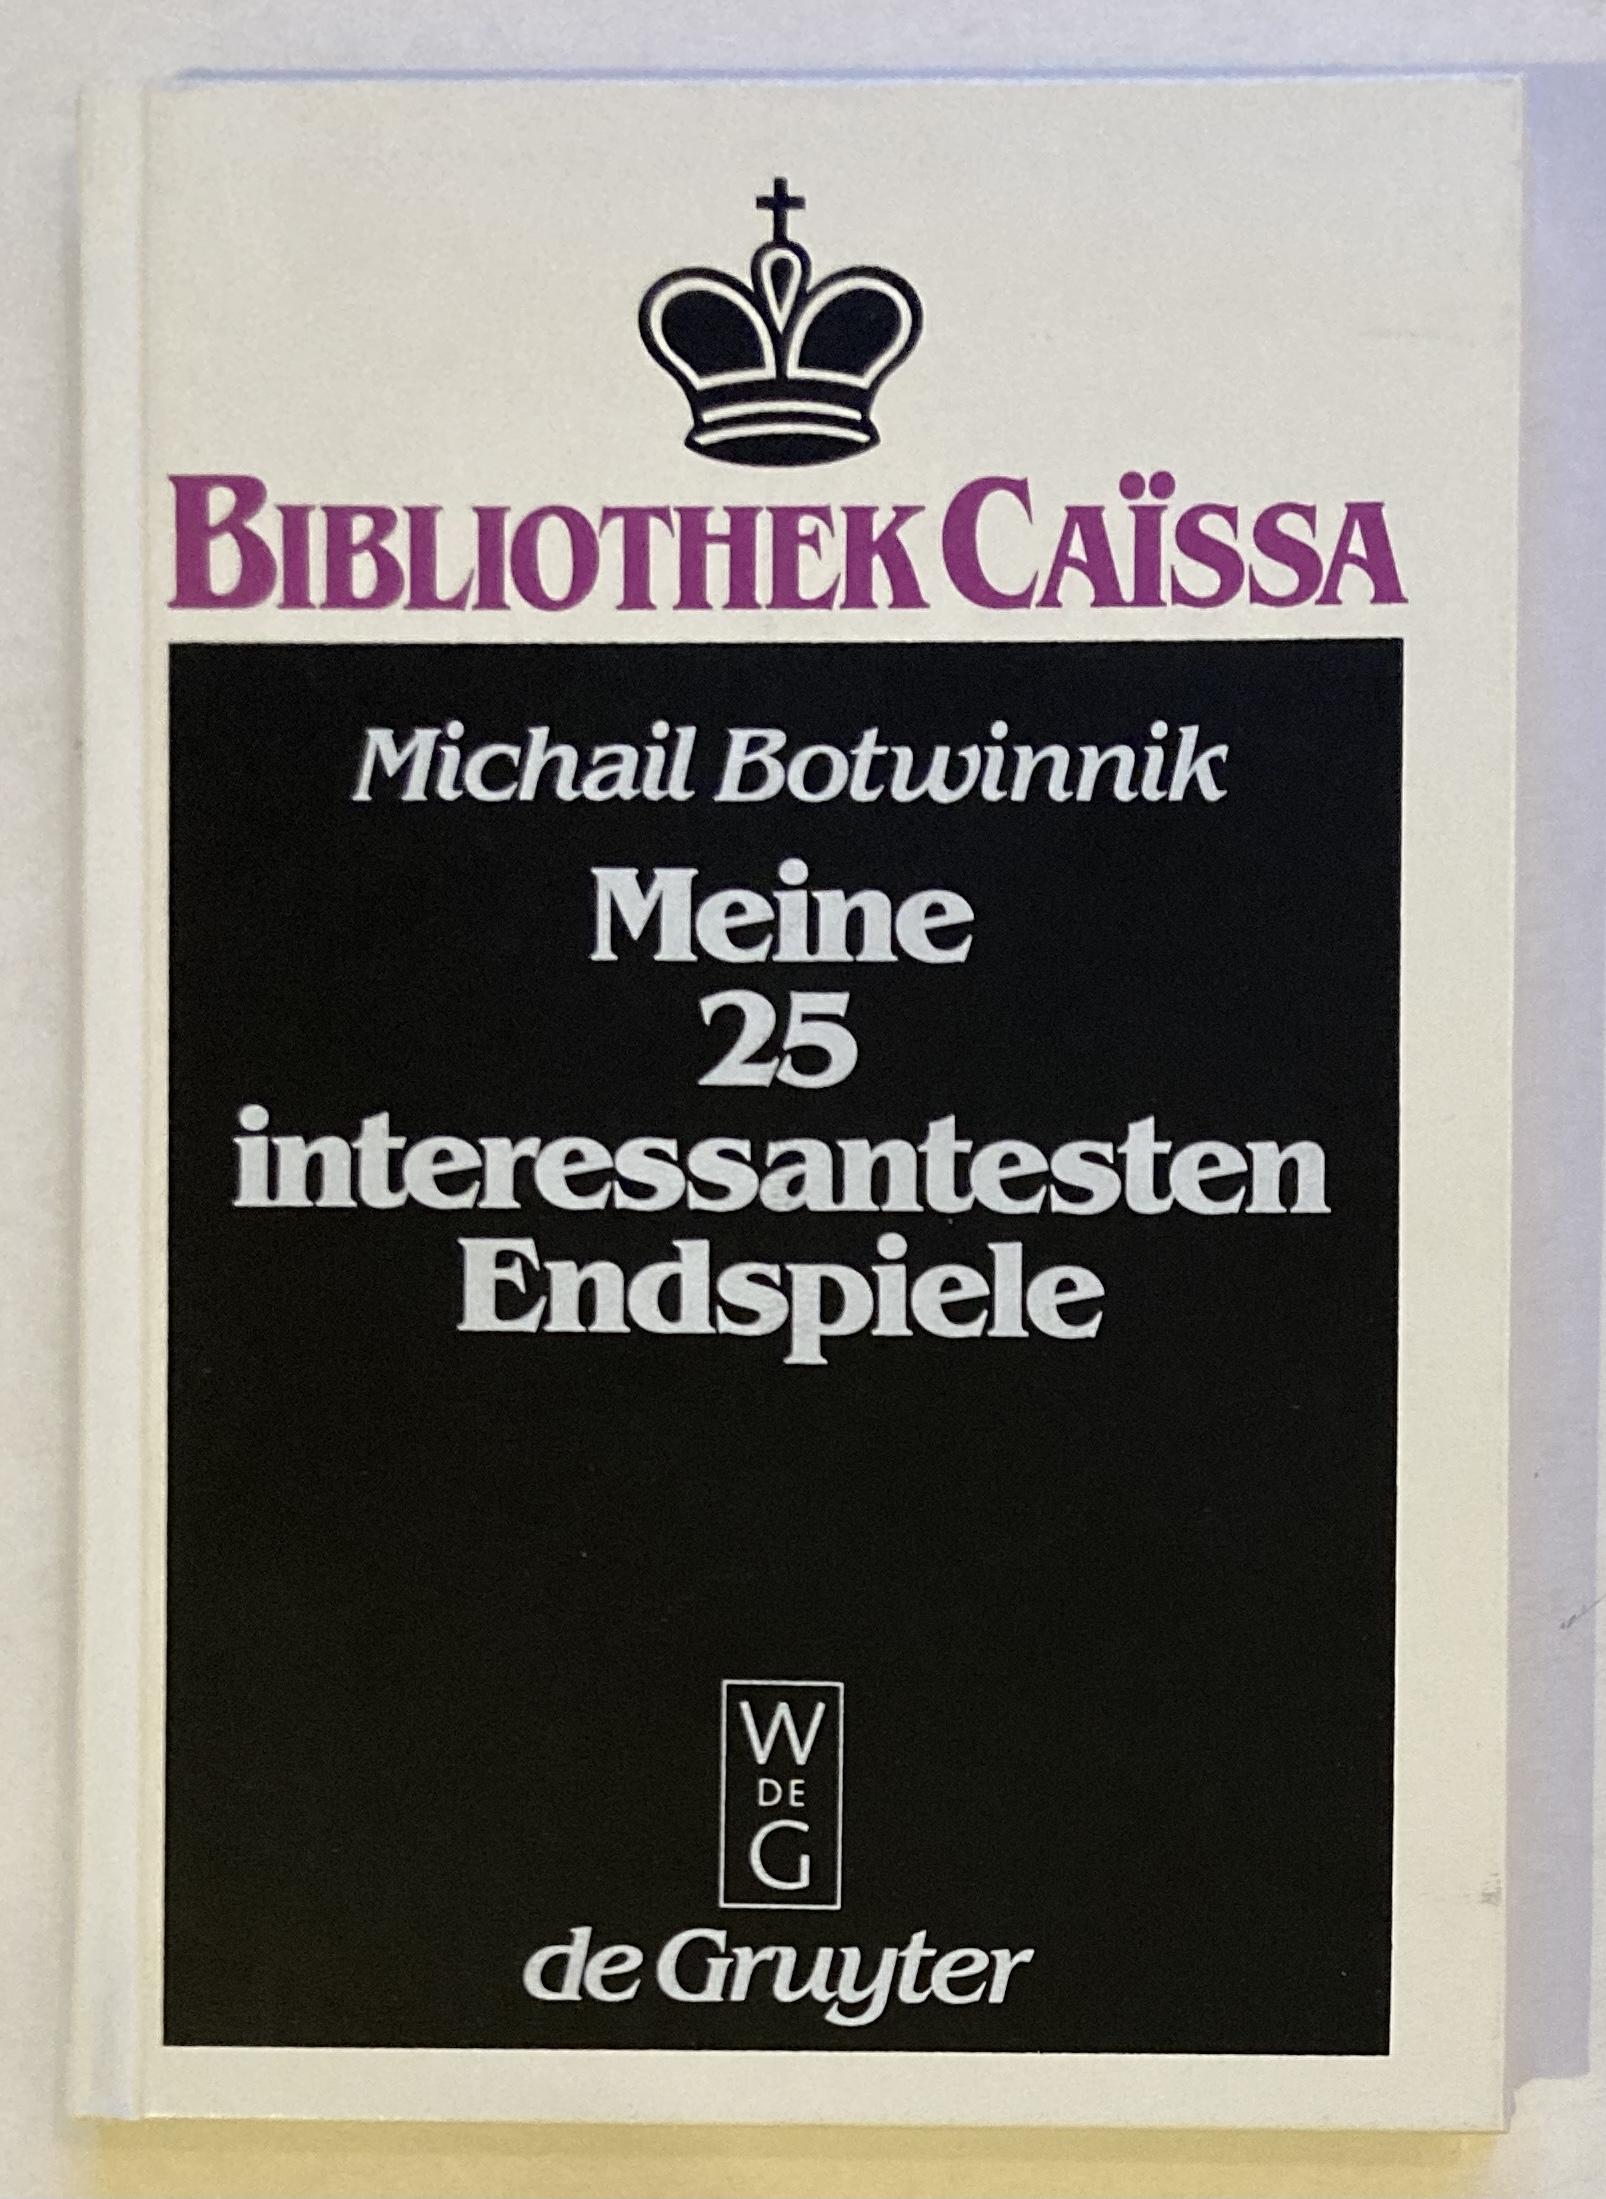 BIBLIOTHEK CAÏSSA
Michail Botwinnik
Meine
25
interessantesten
Endspiele
W
DE
G
de Gruyter